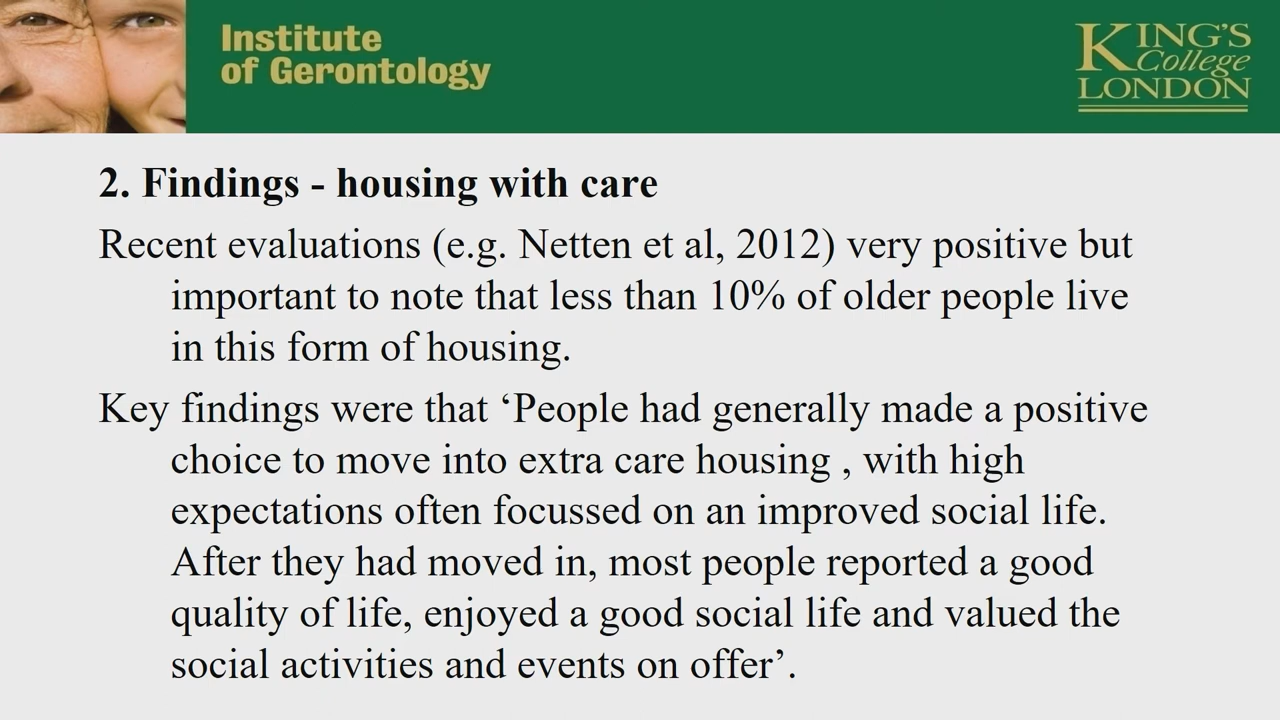 Institute
of Gerontology
KING'S
College
LONDON
2. Findings - housing with care
Recent evaluations (e.g. Netten et al, 2012) very positive but
important to note that less than 10% of older people live
in this form of housing.
Key findings were that ‘People had generally made a positive
choice to move into extra care housing , with high
expectations often focussed on an improved social life.
After they had moved in, most people reported a good
quality of life, enjoyed a good social life and valued the
social activities and events on offer’.